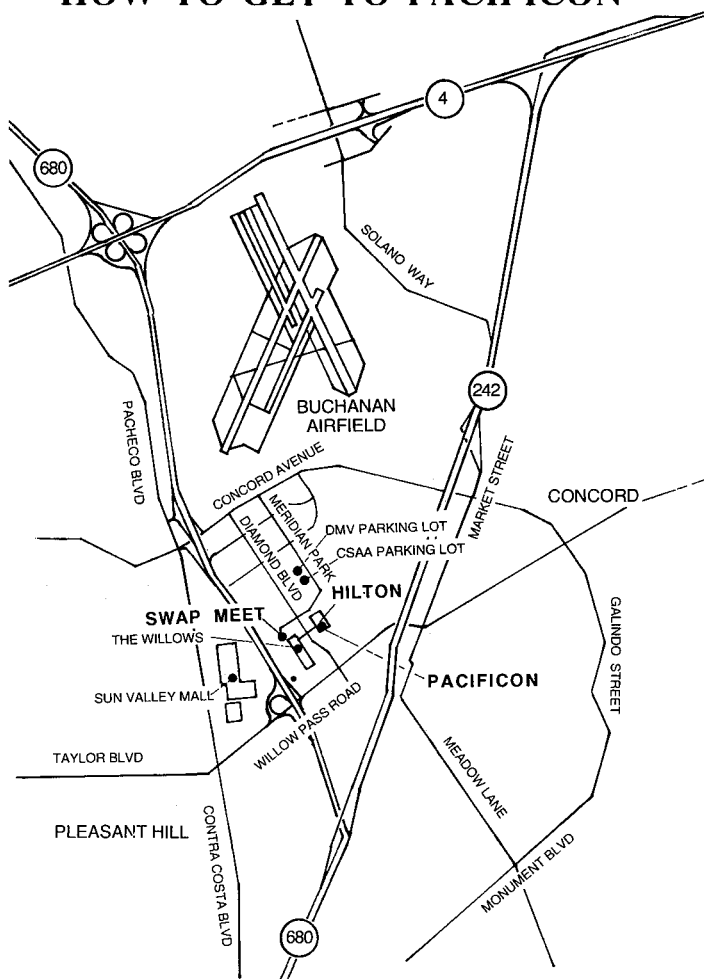 HOW TO GET TO PACIFICON
4
680
SOLANO WAY
242
BUCHANAN
AIRFIELD
PACHECO BLVD
CONCORD AVENUE
MARKET STREET
CONCORD
MERIDIAN PARK
DIAMOND BLVD
DMV PARKING LOT
CSAA PARKING LOT
HILTON
SWAP MEET
THE WILLOWS
GALINDO STREET
SUN VALLEY MALL
PACIFICON
WILLOW PASS ROAD
TAYLOR BLVD
MEADOW LANE
PLEASANT HILL
CONTRA COSTA BLVD
MONUMENT BLVD
680